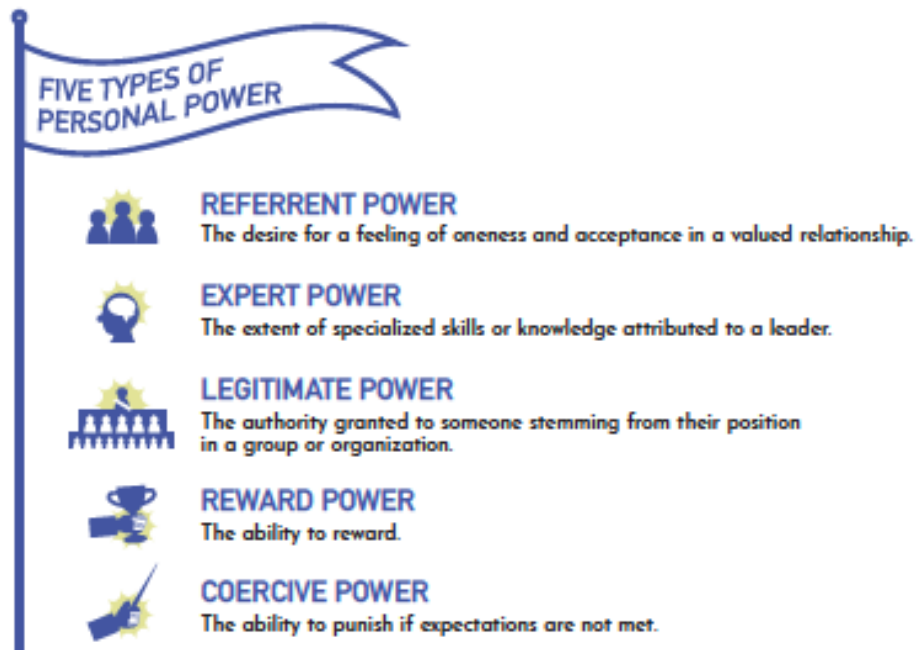 FIVE TYPES OF
PERSONAL POWER
REFERRENT POWER
The desire for a feeling of oneness and acceptance in a valued relationship.
EXPERT POWER
The extent of specialized skills or knowledge attributed to a leader.
LEGITIMATE POWER
The authority granted to someone stemming from their position
in a group or organization.
REWARD POWER
The ability to reward.
COERCIVE POWER
The ability to punish if expectations are not met.